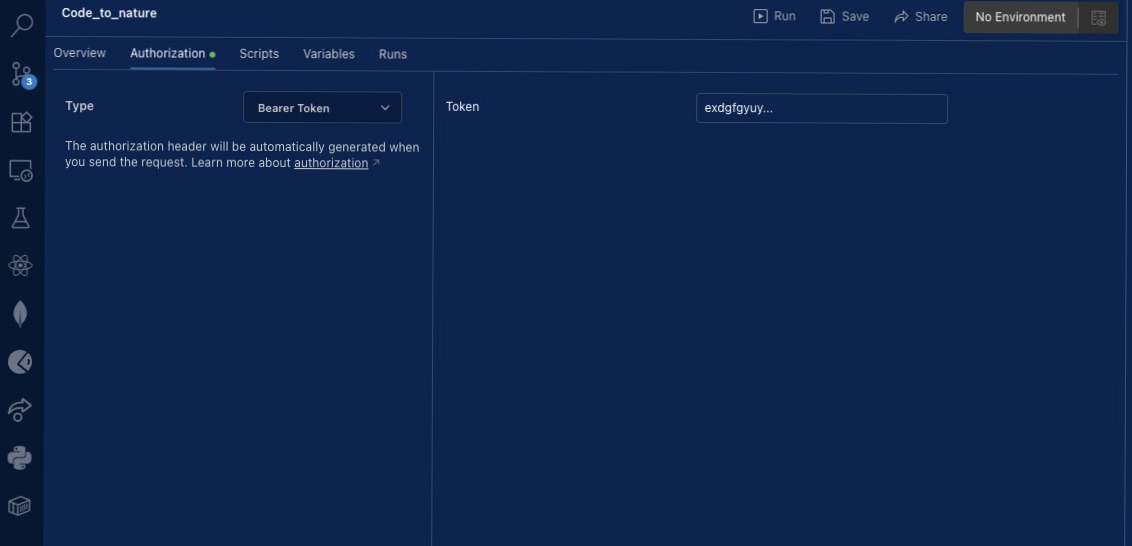 Code_to_nature
Run Save Share No Environment
Overview Authorization Scripts Variables Runs
3
Type Bearer Token
Token exdgfgyuy...
The authorization header will be automatically generated when
you send the request. Learn more about authorization ↗